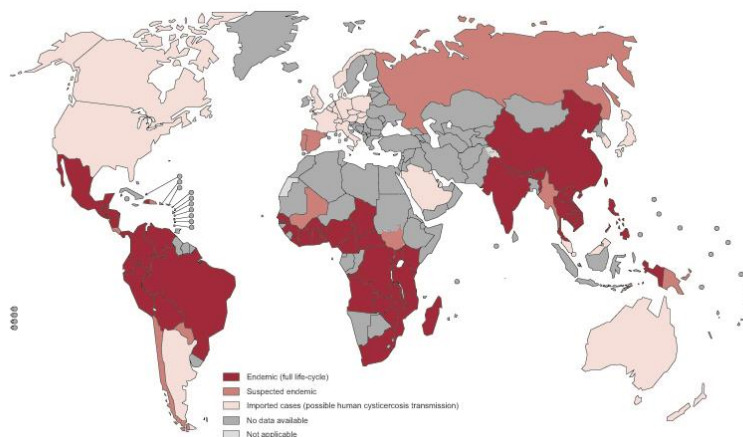 Endemic (full life-cycle)
Suspected endemic
Imported cases (possible human cysticercosis transmission)
No data available
Not applicable